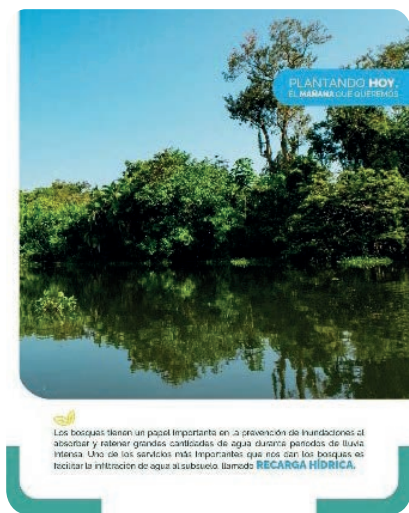 PLANTANDO HOY,
EL MAÑANA QUE QUEREMOS
Los bosques tienen un papel importante en la prevención de inundaciones al
absorber y retener grandes cantidades de agua durante periodos de lluvia
intensa. Uno de los servicios más importantes que nos dan los bosques es
facilitar la infiltración de agua al subsuelo, llamado RECARGA HÍDRICA.